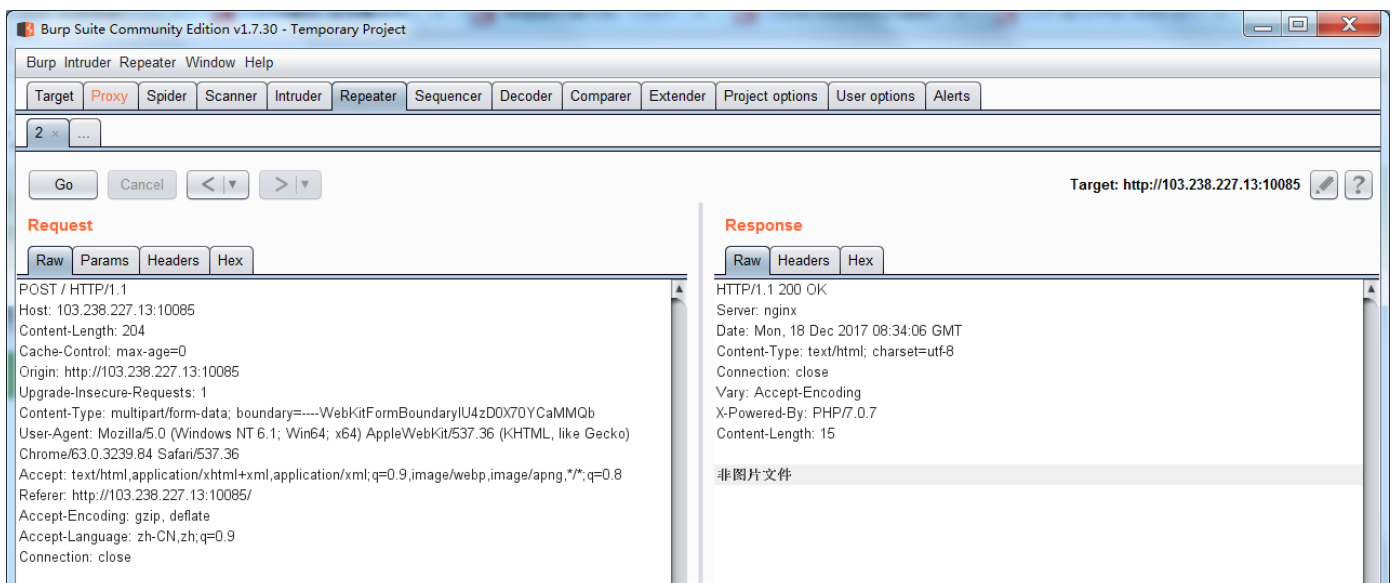 Burp Suite Community Edition v1.7.30 - Temporary Project
Burp Intruder Repeater Window Help
Target Proxy Spider Scanner Intruder Repeater Sequencer Decoder Comparer Extender Project options User options Alerts
2 × ...
Go Cancel < | ▼ > | ▼ Target: http://103.238.227.13:10085 ?
Request
Raw Params Headers Hex
POST / HTTP/1.1
Host: 103.238.227.13:10085
Content-Length: 204
Cache-Control: max-age=0
Origin: http://103.238.227.13:10085
Upgrade-Insecure-Requests: 1
Content-Type: multipart/form-data; boundary=----WebKitFormBoundaryIU4zD0X70YCaMMQb
User-Agent: Mozilla/5.0 (Windows NT 6.1; Win64; x64) AppleWebKit/537.36 (KHTML, like Gecko)
Chrome/63.0.3239.84 Safari/537.36
Accept: text/html,application/xhtml+xml,application/xml;q=0.9,image/webp,image/apng,*/*;q=0.8
Referer: http://103.238.227.13:10085/
Accept-Encoding: gzip, deflate
Accept-Language: zh-CN,zh;q=0.9
Connection: close
Response
Raw Headers Hex
HTTP/1.1 200 OK
Server: nginx
Date: Mon, 18 Dec 2017 08:34:06 GMT
Content-Type: text/html; charset=utf-8
Connection: close
Vary: Accept-Encoding
X-Powered-By: PHP/7.0.7
Content-Length: 15
非图片文件